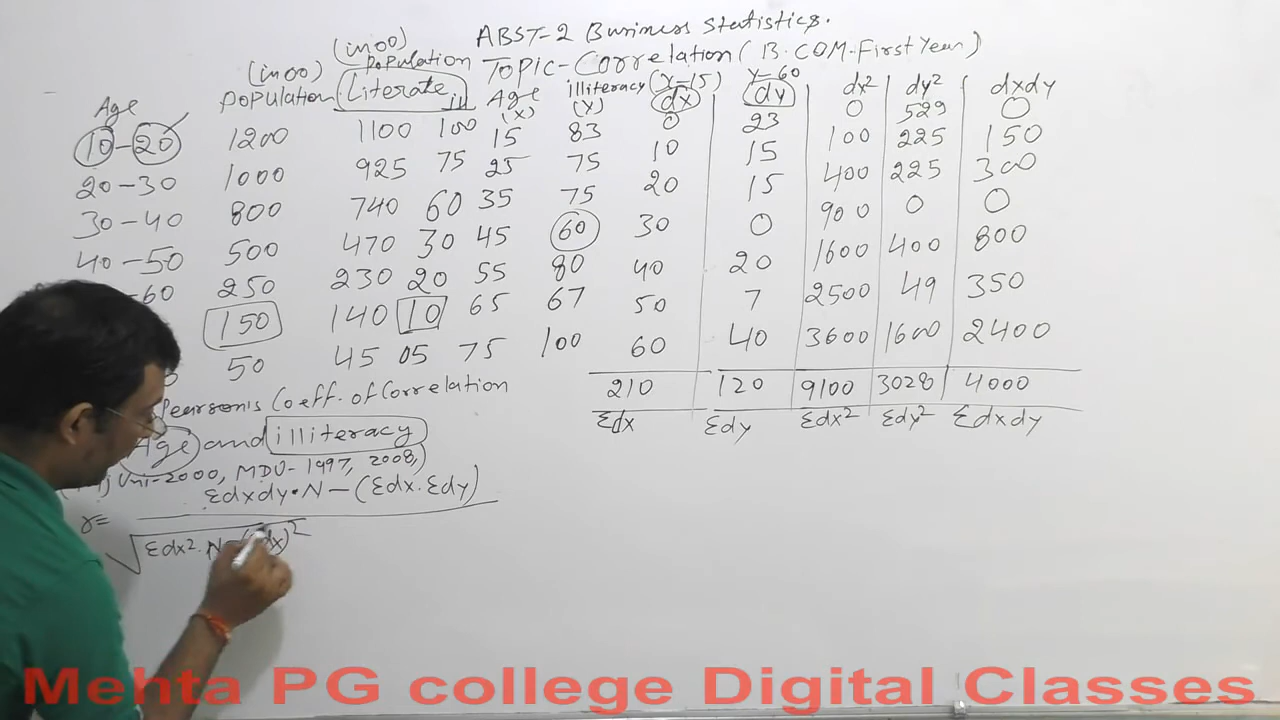 ABST-2 Business Statistics.
Topic-Correlation (B.COM-First Year)
(in 00) (in 00)
Age population population Literate ill Age (X) illiteracy (Y) (X-15) dx Y-60 dy dx² dy² dxdy
10-20 1200 1100 100 15 83 0 23 0 529 0
20-30 1000 925 75 25 75 10 15 100 225 150
30-40 800 740 60 35 75 20 15 400 225 300
40-50 500 470 30 45 60 30 0 900 0 0
-60 250 230 20 55 80 40 20 1600 400 800
150 140 10 65 67 50 7 2500 49 350
0 50 45 05 75 100 60 40 3600 1600 2400
210 120 9100 3028 4000
Σdx Σdy Σdx² Σdy² Σdxdy
Pearson's Coeff. of Correlation
Age and illiteracy
Uni-2000, MDU-1997, 2008,)
r= Σdxdy•N-(Σdx.Σdy)
√Σdx².N-( dx)²
Mehta PG college Digital Classes